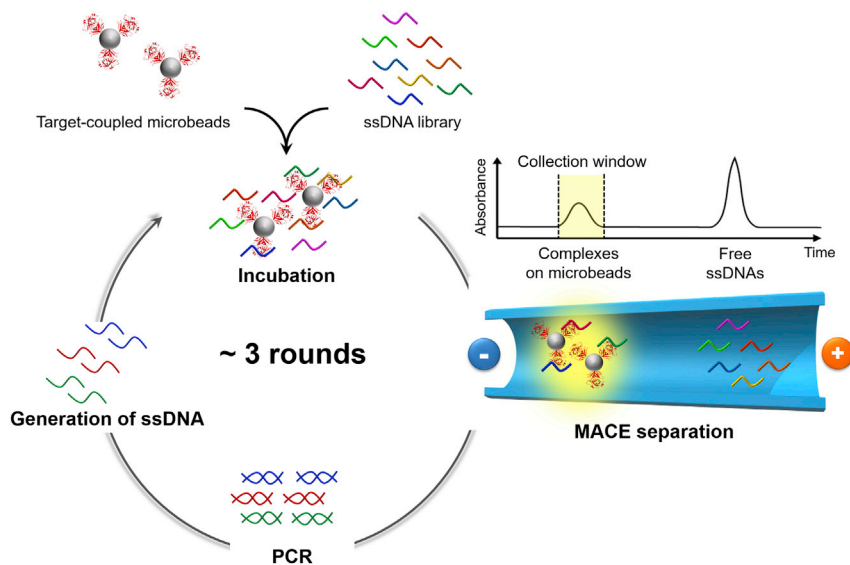 Target-coupled microbeads
ssDNA library
Incubation
Collection window
Absorbance
Time
Complexes
on microbeads
Free
ssDNAs
-
+
MACE separation
~ 3 rounds
Generation of ssDNA
PCR